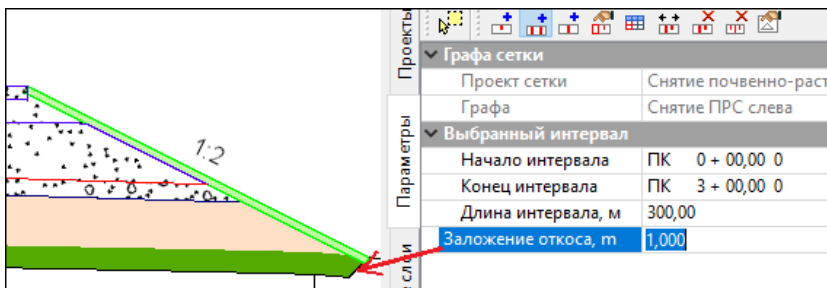 1:2
Проекты
Параметры
слои
Графа сетки
Проект сетки Снятие почвенно-раст
Графа Снятие ПРС слева
Выбранный интервал
Начало интервала ПК 0 + 00,00 0
Конец интервала ПК 3 + 00,00 0
Длина интервала, м 300,00
Заложение откоса, m 1,000